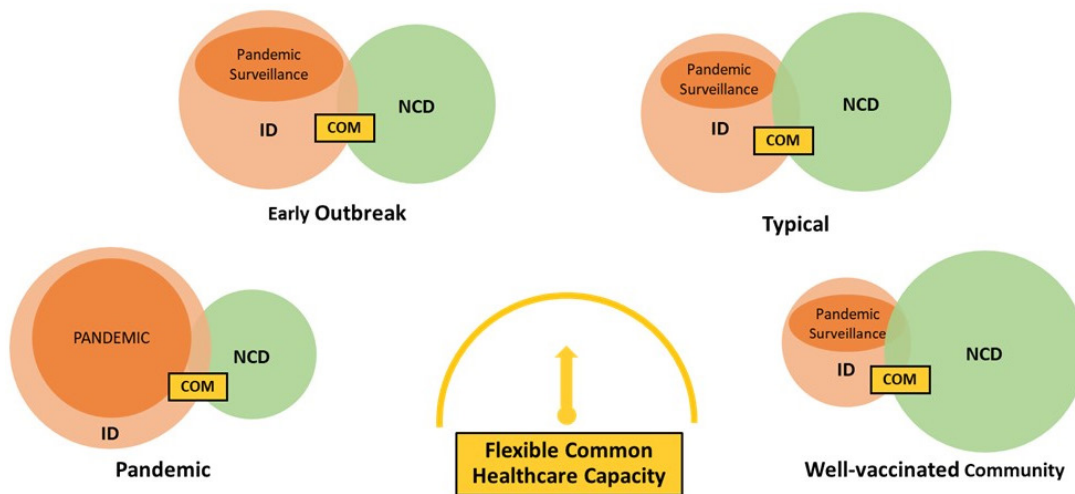 Pandemic
Surveillance
ID
COM
NCD
Early Outbreak
Pandemic
Surveillance
ID
COM
NCD
Typical
PANDEMIC
ID
COM
NCD
Pandemic
Flexible Common
Healthcare Capacity
Pandemic
Surveillance
ID
COM
NCD
Well-vaccinated Community